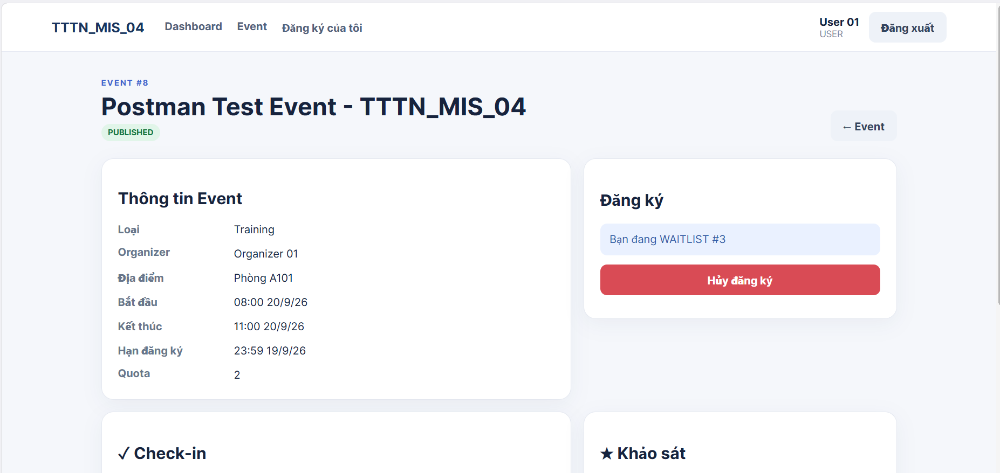 TTTN_MIS_04
Dashboard
Event
Đăng ký của tôi
User 01
USER
Đăng xuất
EVENT #8
Postman Test Event - TTTN_MIS_04
PUBLISHED
← Event
Thông tin Event
Loại Training
Organizer Organizer 01
Địa điểm Phòng A101
Bắt đầu 08:00 20/9/26
Kết thúc 11:00 20/9/26
Hạn đăng ký 23:59 19/9/26
Quota 2
Đăng ký
Bạn đang WAITLIST #3
Hủy đăng ký
✓ Check-in
★ Khảo sát